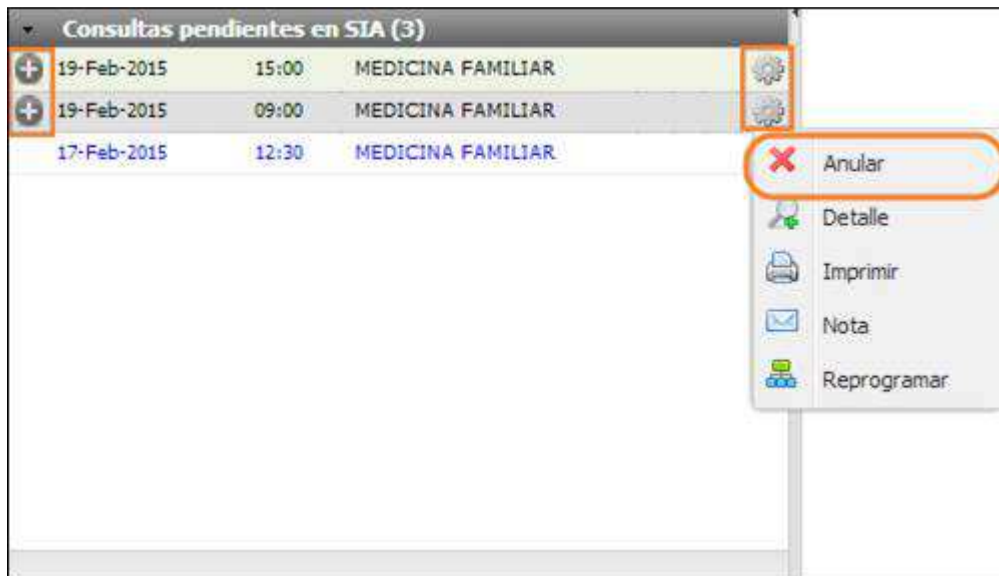 Consultas pendientes en SIA (3)
19-Feb-2015 15:00 MEDICINA FAMILIAR
19-Feb-2015 09:00 MEDICINA FAMILIAR
17-Feb-2015 12:30 MEDICINA FAMILIAR
Anular
Detalle
Imprimir
Nota
Reprogramar